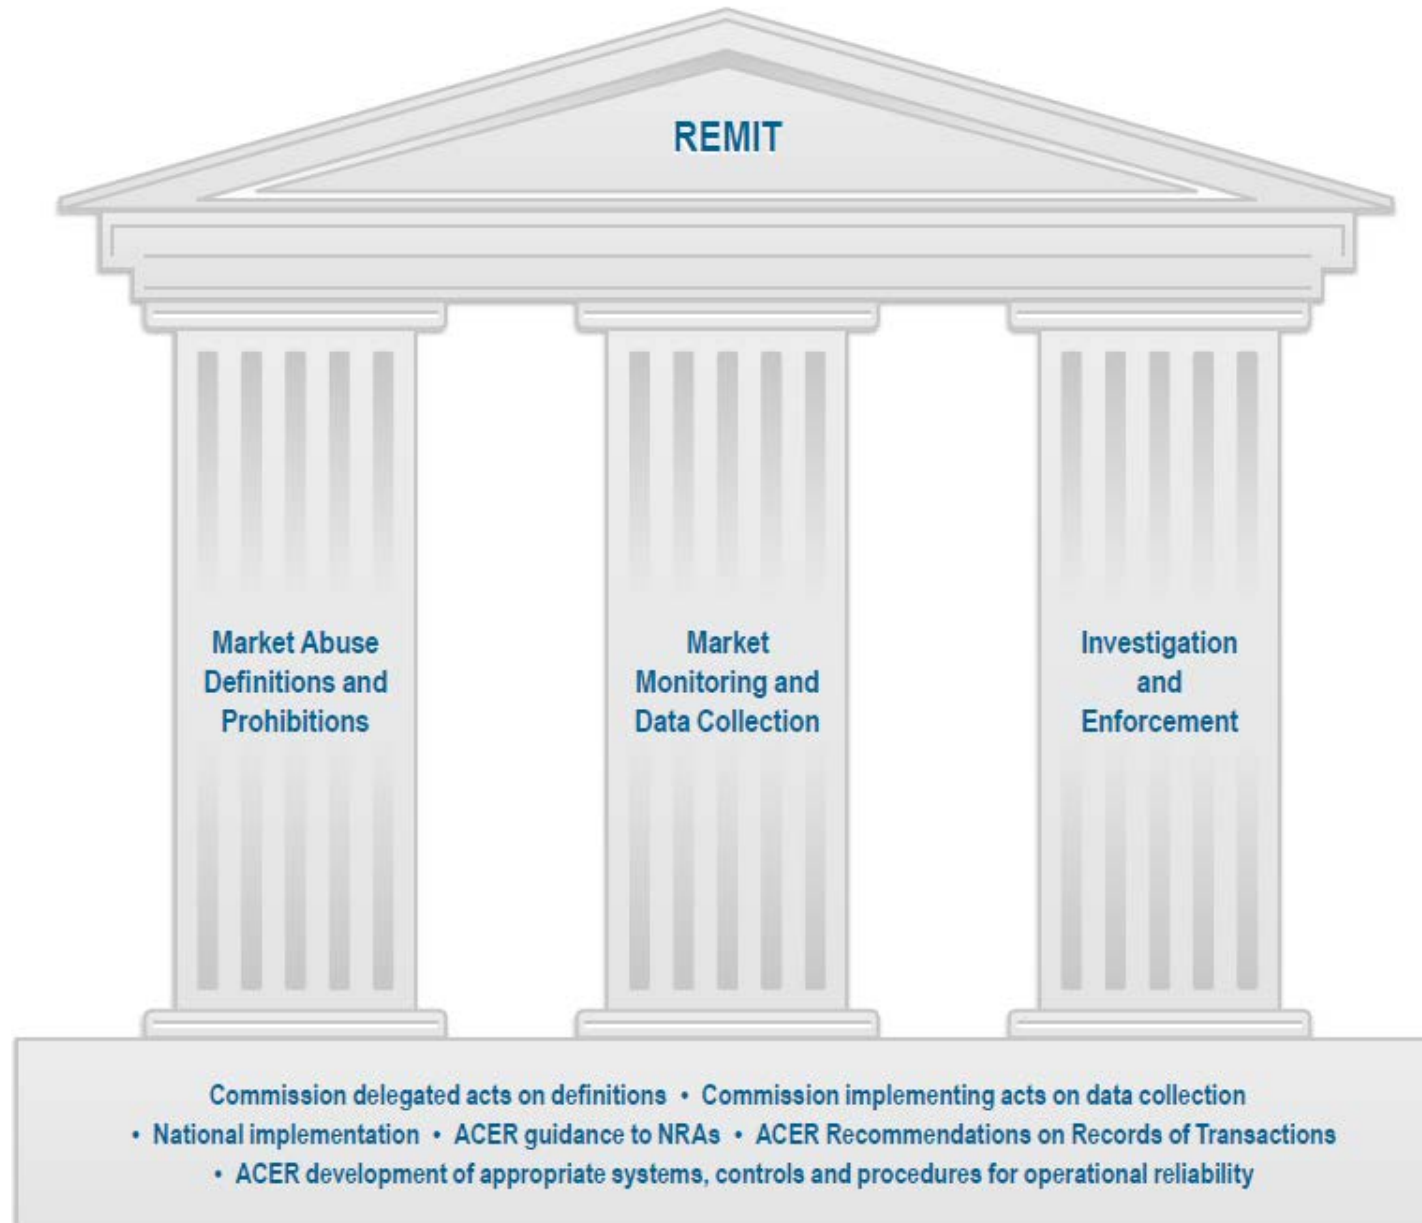 REMIT
Market Abuse
Definitions and
Prohibitions
Market
Monitoring and
Data Collection
Investigation
and
Enforcement
Commission delegated acts on definitions • Commission implementing acts on data collection
• National implementation • ACER guidance to NRAs • ACER Recommendations on Records of Transactions
• ACER development of appropriate systems, controls and procedures for operational reliability